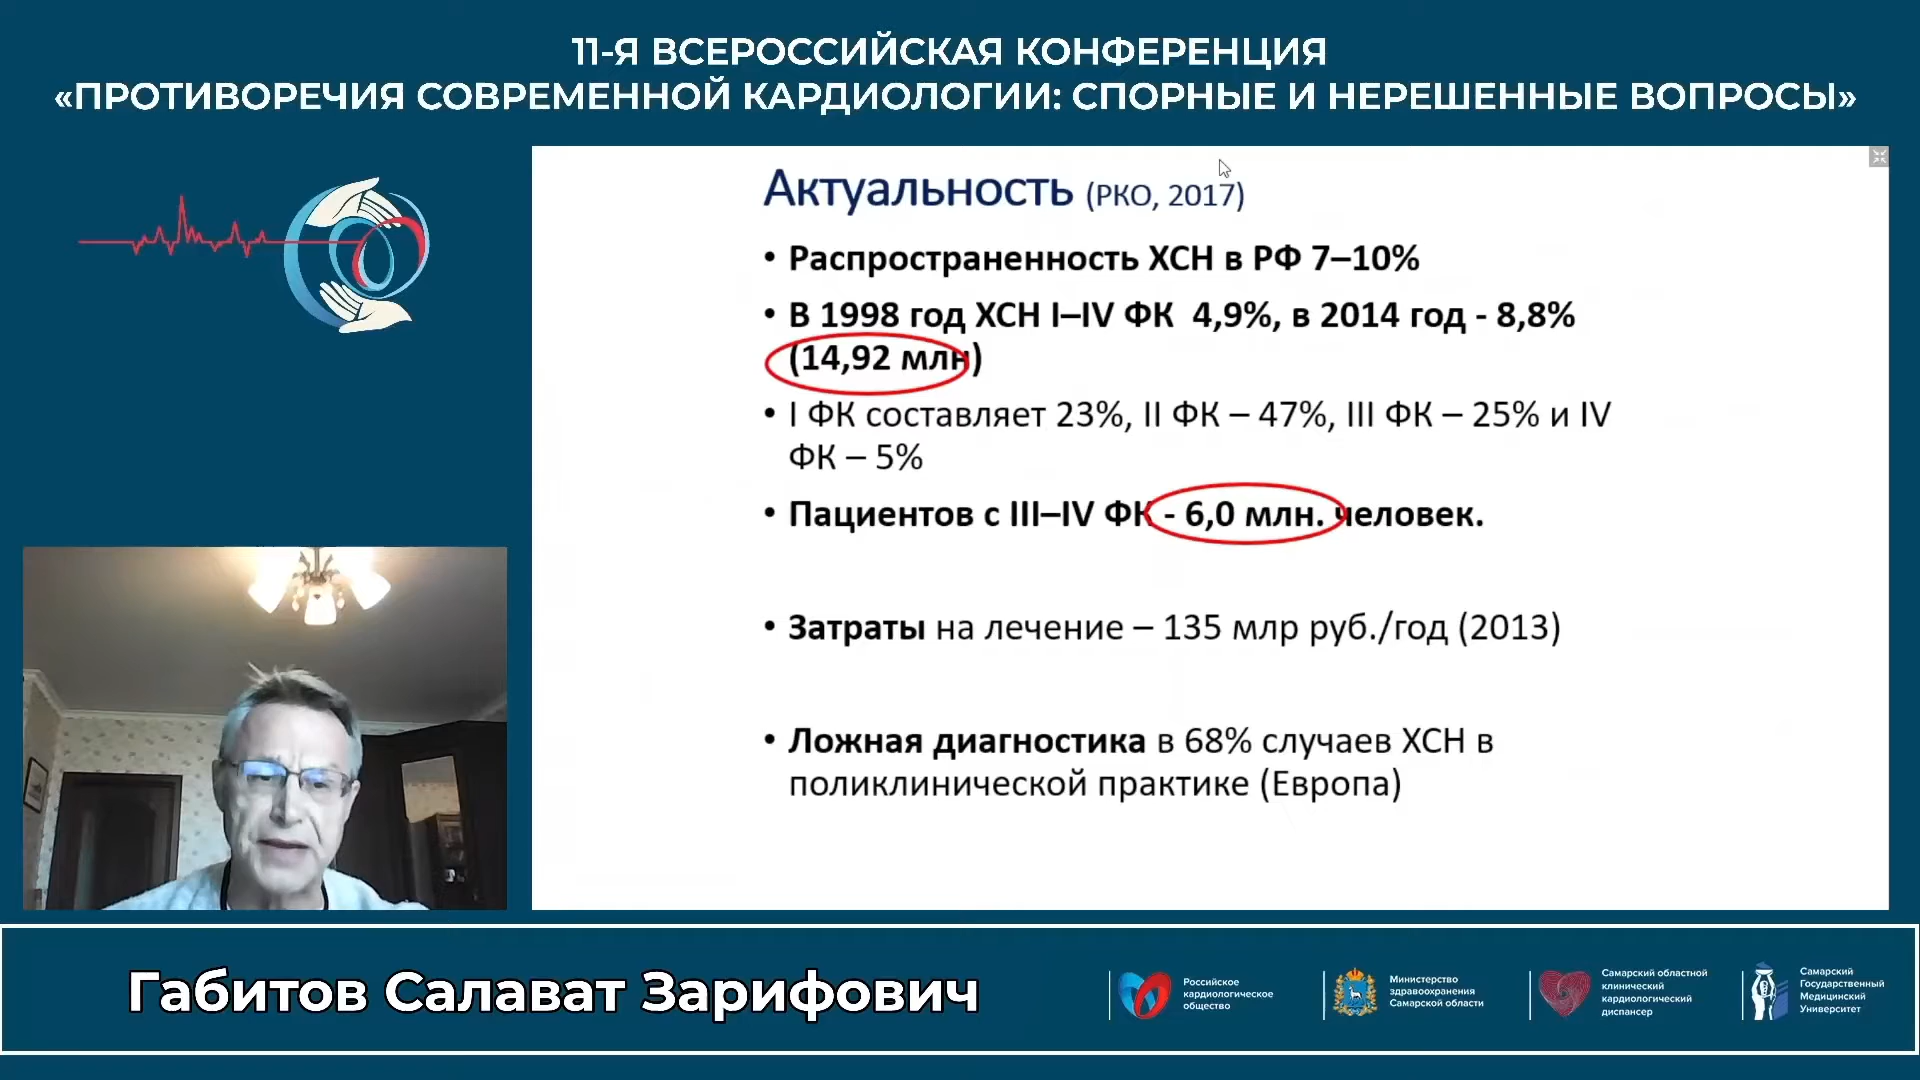 11-Я ВСЕРОССИЙСКАЯ КОНФЕРЕНЦИЯ
«ПРОТИВОРЕЧИЯ СОВРЕМЕННОЙ КАРДИОЛОГИИ: СПОРНЫЕ И НЕРЕШЕННЫЕ ВОПРОСЫ»
Актуальность (РКО, 2017)
• Распространенность ХСН в РФ 7–10%
• В 1998 год ХСН I–IV ФК 4,9%, в 2014 год - 8,8%
(14,92 млн)
• I ФК составляет 23%, II ФК – 47%, III ФК – 25% и IV
ФК – 5%
• Пациентов с III–IV ФК - 6,0 млн. человек.
• Затраты на лечение – 135 млр руб./год (2013)
• Ложная диагностика в 68% случаев ХСН в
поликлинической практике (Европа)
Габитов Салават Зарифович
Российское
кардиологическое
общество
Министерство
здравоохранения
Самарской области
Самарский областной
клинический
кардиологический
диспансер
Самарский
Государственный
Медицинский
Университет